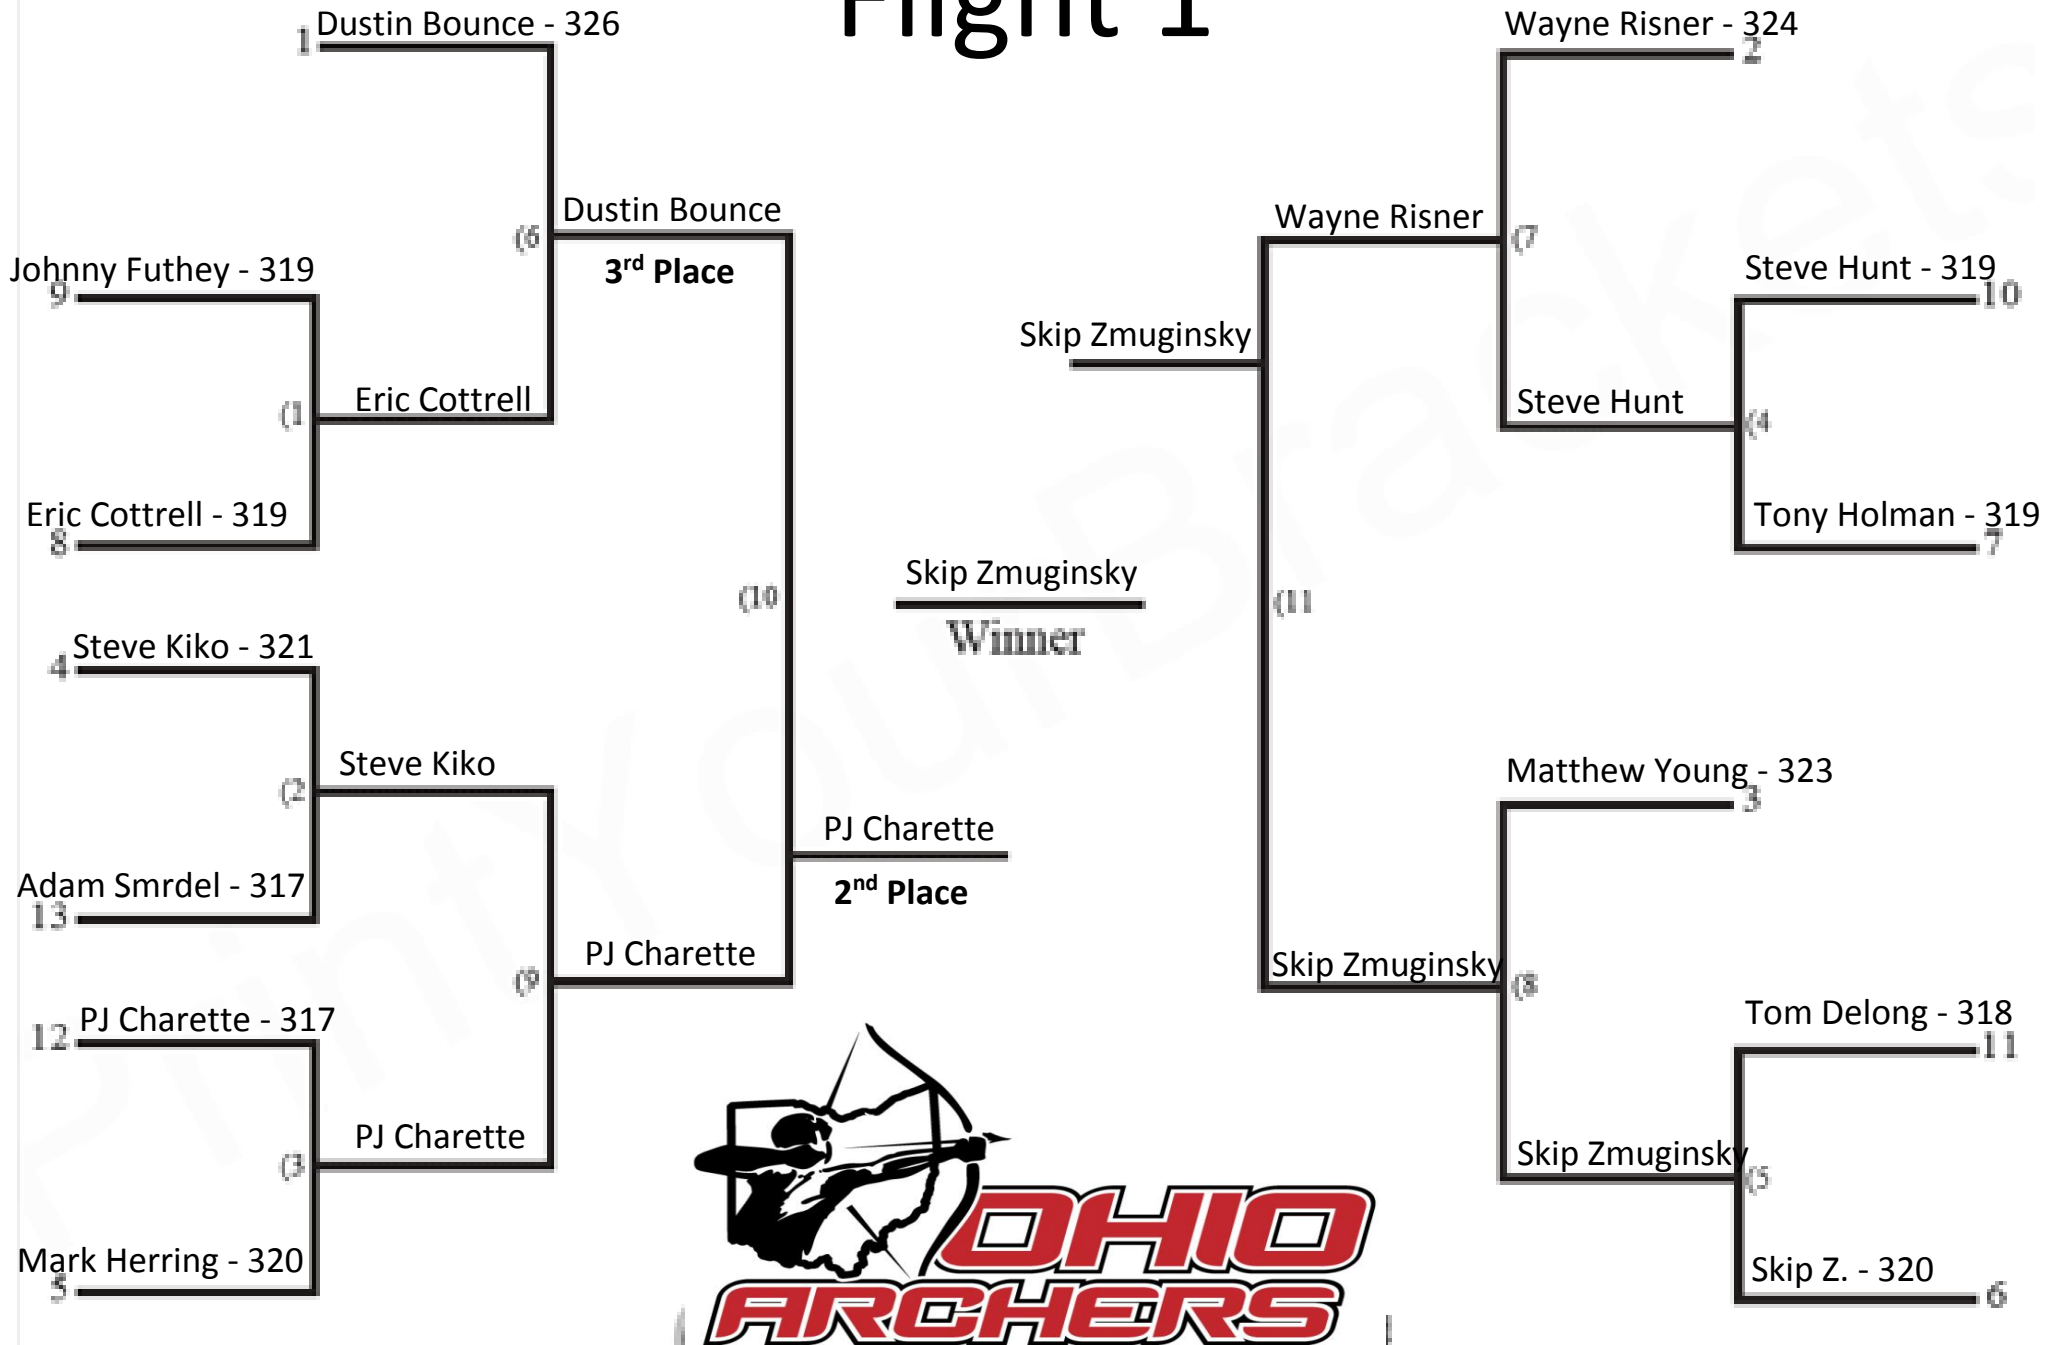 Flight 1
Dustin Bounce - 326
1
Wayne Risner - 324
2
Dustin Bounce
(6
3rd Place
Wayne Risner
(7
Johnny Futhey - 319
9
Steve Hunt - 319
10
Skip Zmuginsky
Eric Cottrell
(1
Steve Hunt
(4
Eric Cottrell - 319
8
Tony Holman - 319
7
(10
Skip Zmuginsky
Winner
(11
Steve Kiko - 321
4
Steve Kiko
(2
Matthew Young - 323
3
PJ Charette
2nd Place
Adam Smrdel - 317
13
PJ Charette
(9
Skip Zmuginsky
(8
PJ Charette - 317
12
Tom Delong - 318
11
PJ Charette
(3
Skip Zmuginsky
(5
Mark Herring - 320
5
Skip Z. - 320
6
OHIO
ARCHERS
PrintYourBrackets